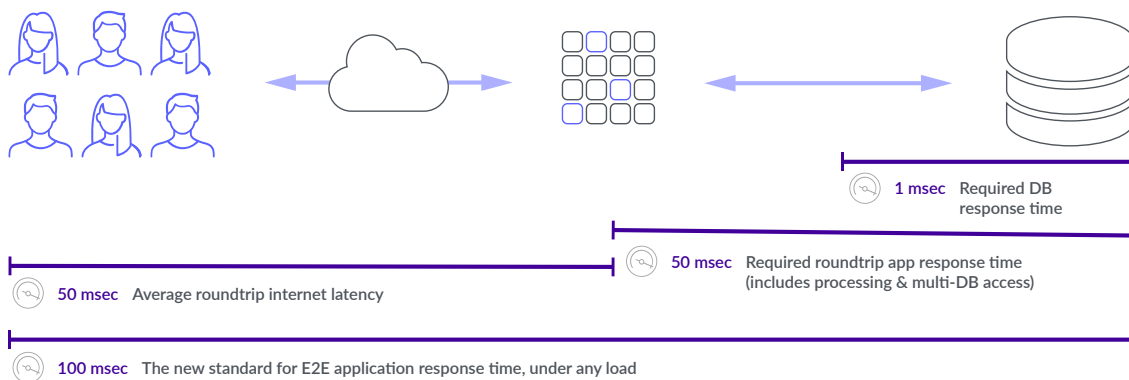 1 msec Required DB
response time
50 msec Required roundtrip app response time
(includes processing & multi-DB access)
50 msec Average roundtrip internet latency
100 msec The new standard for E2E application response time, under any load